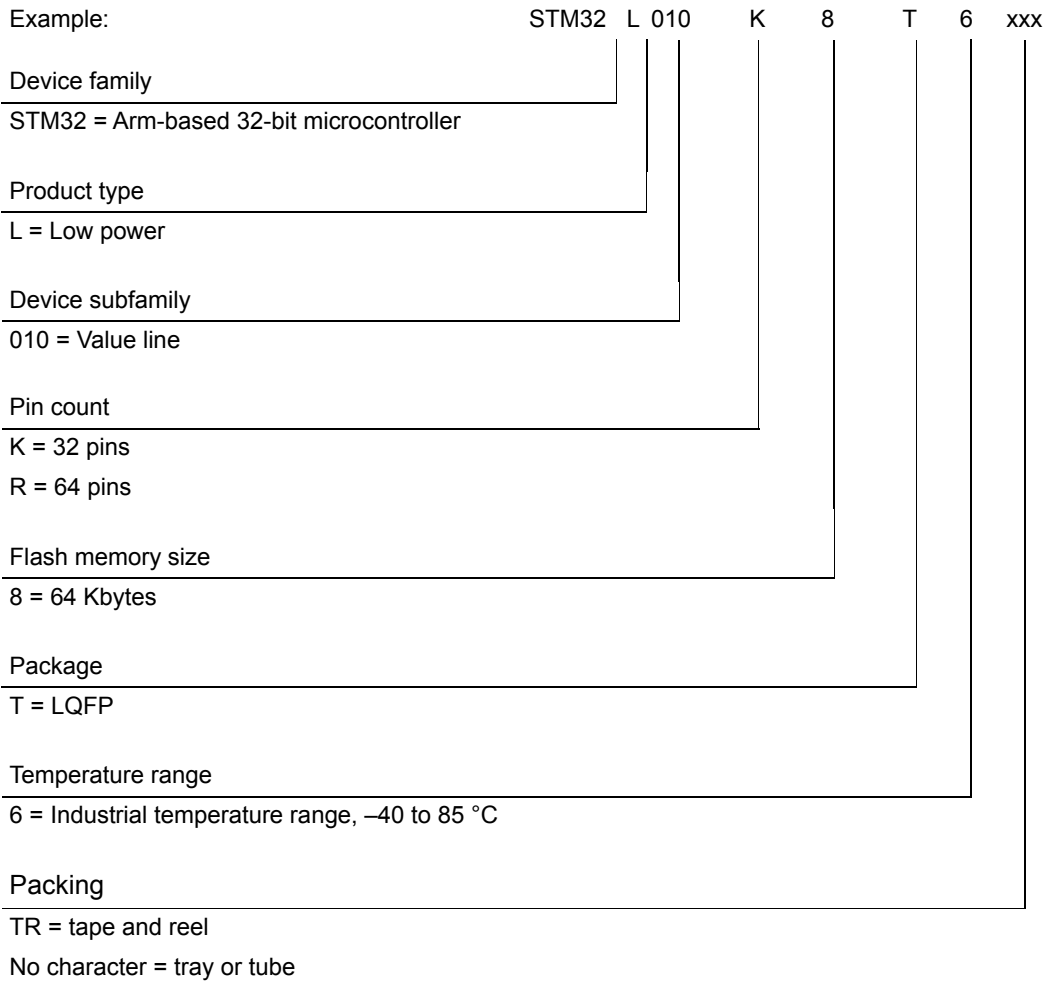 Example: STM32 L 010 K 8 T 6 xxx
Device family
STM32 = Arm-based 32-bit microcontroller
Product type
L = Low power
Device subfamily
010 = Value line
Pin count
K = 32 pins
R = 64 pins
Flash memory size
8 = 64 Kbytes
Package
T = LQFP
Temperature range
6 = Industrial temperature range, –40 to 85 °C
Packing
TR = tape and reel
No character = tray or tube